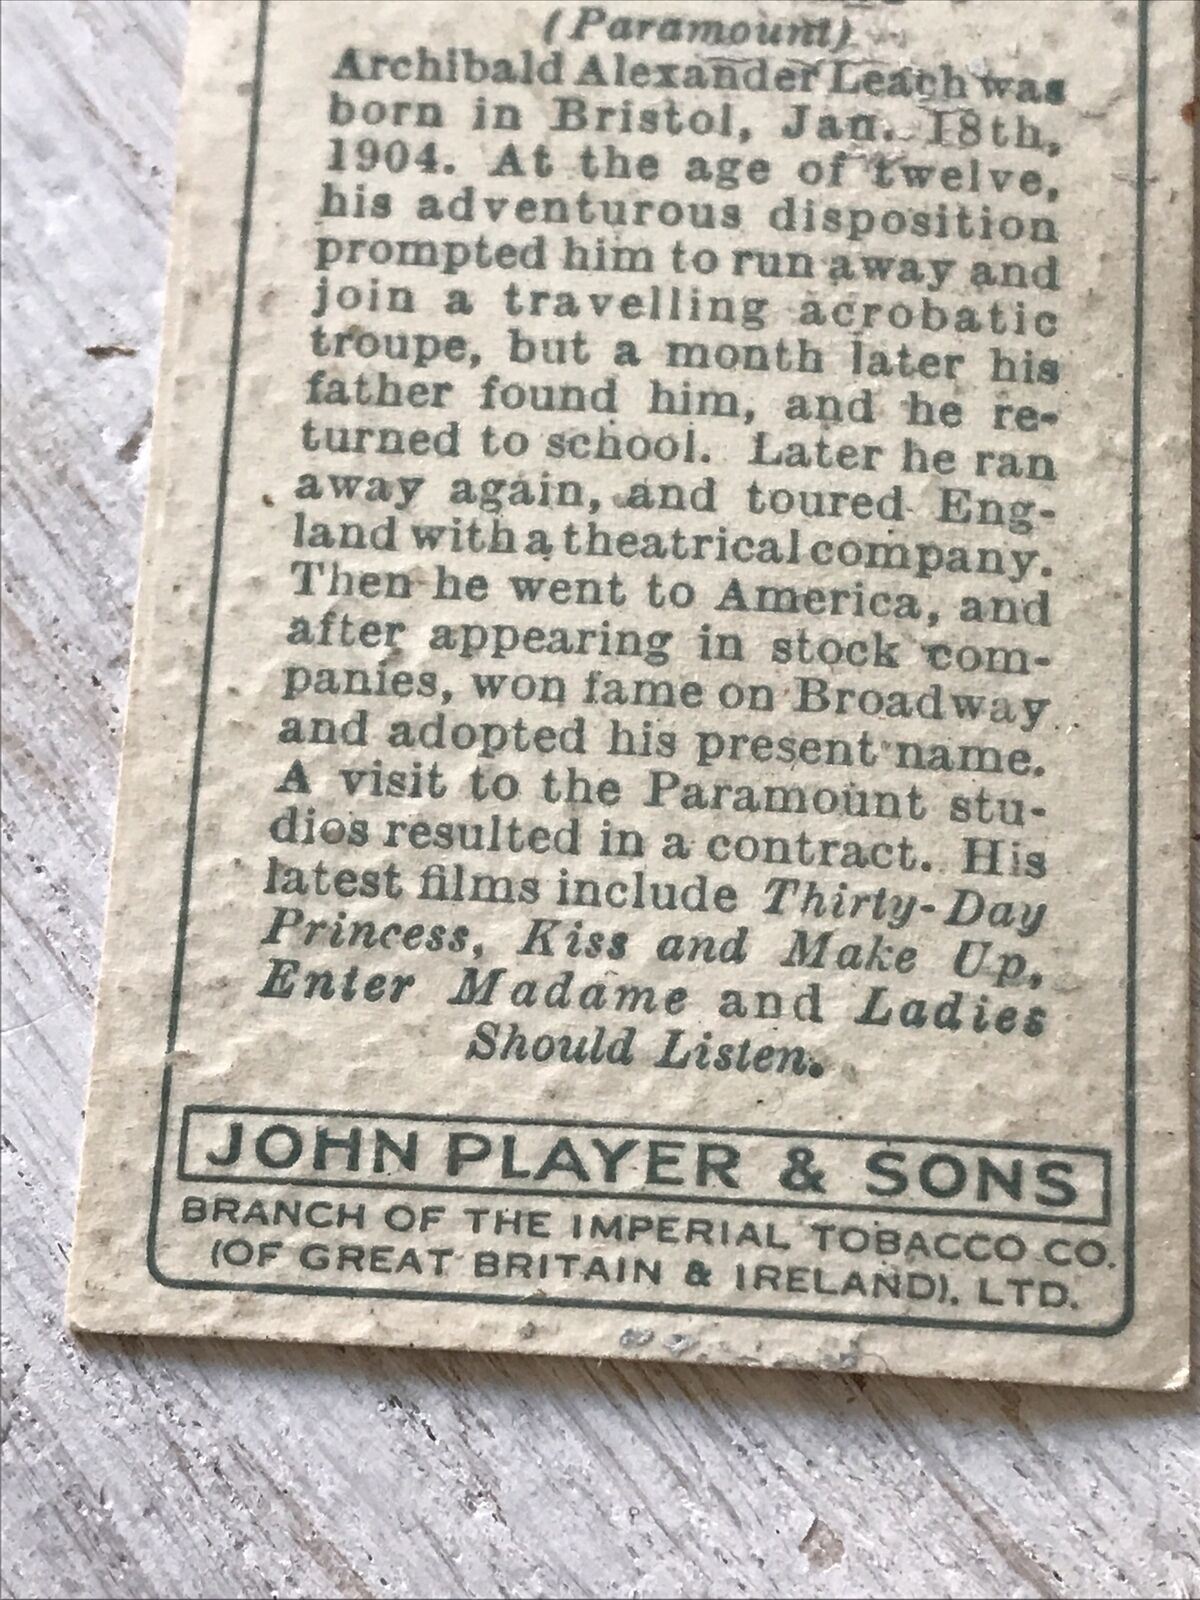 (Paramount)
Archibald Alexander Leach was
born in Bristol, Jan. 18th,
1904. At the age of twelve,
his adventurous disposition
prompted him to run away and
join a travelling acrobatic
troupe, but a month later his
father found him, and he re-
turned to school. Later he ran
away again, and toured Eng-
land with a theatrical company.
Then he went to America, and
after appearing in stock com-
panies, won fame on Broadway
and adopted his present name.
A visit to the Paramount stu-
dios resulted in a contract. His
latest films include Thirty-Day
Princess, Kiss and Make Up,
Enter Madame and Ladies
Should Listen.
JOHN PLAYER & SONS
BRANCH OF THE IMPERIAL TOBACCO CO.
(OF GREAT BRITAIN & IRELAND), LTD.